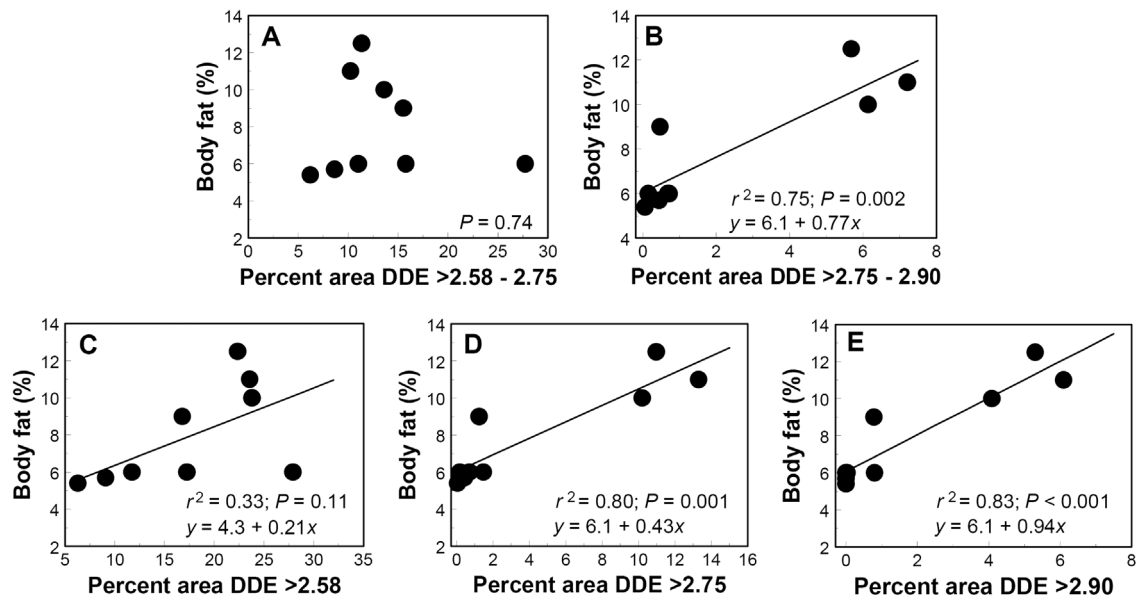 A
Body fat (%)
14
12
10
8
6
4
2
P = 0.74
0 5 10 15 20 25 30
Percent area DDE >2.58 - 2.75
B
Body fat (%)
14
12
10
8
6
4
r² = 0.75; P = 0.002
y = 6.1 + 0.77x
0 2 4 6 8
Percent area DDE >2.75 - 2.90
C
Body fat (%)
14
12
10
8
6
4
2
r² = 0.33; P = 0.11
y = 4.3 + 0.21x
5 10 15 20 25 30 35
Percent area DDE >2.58
D
Body fat (%)
14
12
10
8
6
4
2
r² = 0.80; P = 0.001
y = 6.1 + 0.43x
0 2 4 6 8 10 12 14 16
Percent area DDE >2.75
E
Body fat (%)
14
12
10
8
6
4
2
r² = 0.83; P < 0.001
y = 6.1 + 0.94x
0 2 4 6 8
Percent area DDE >2.90